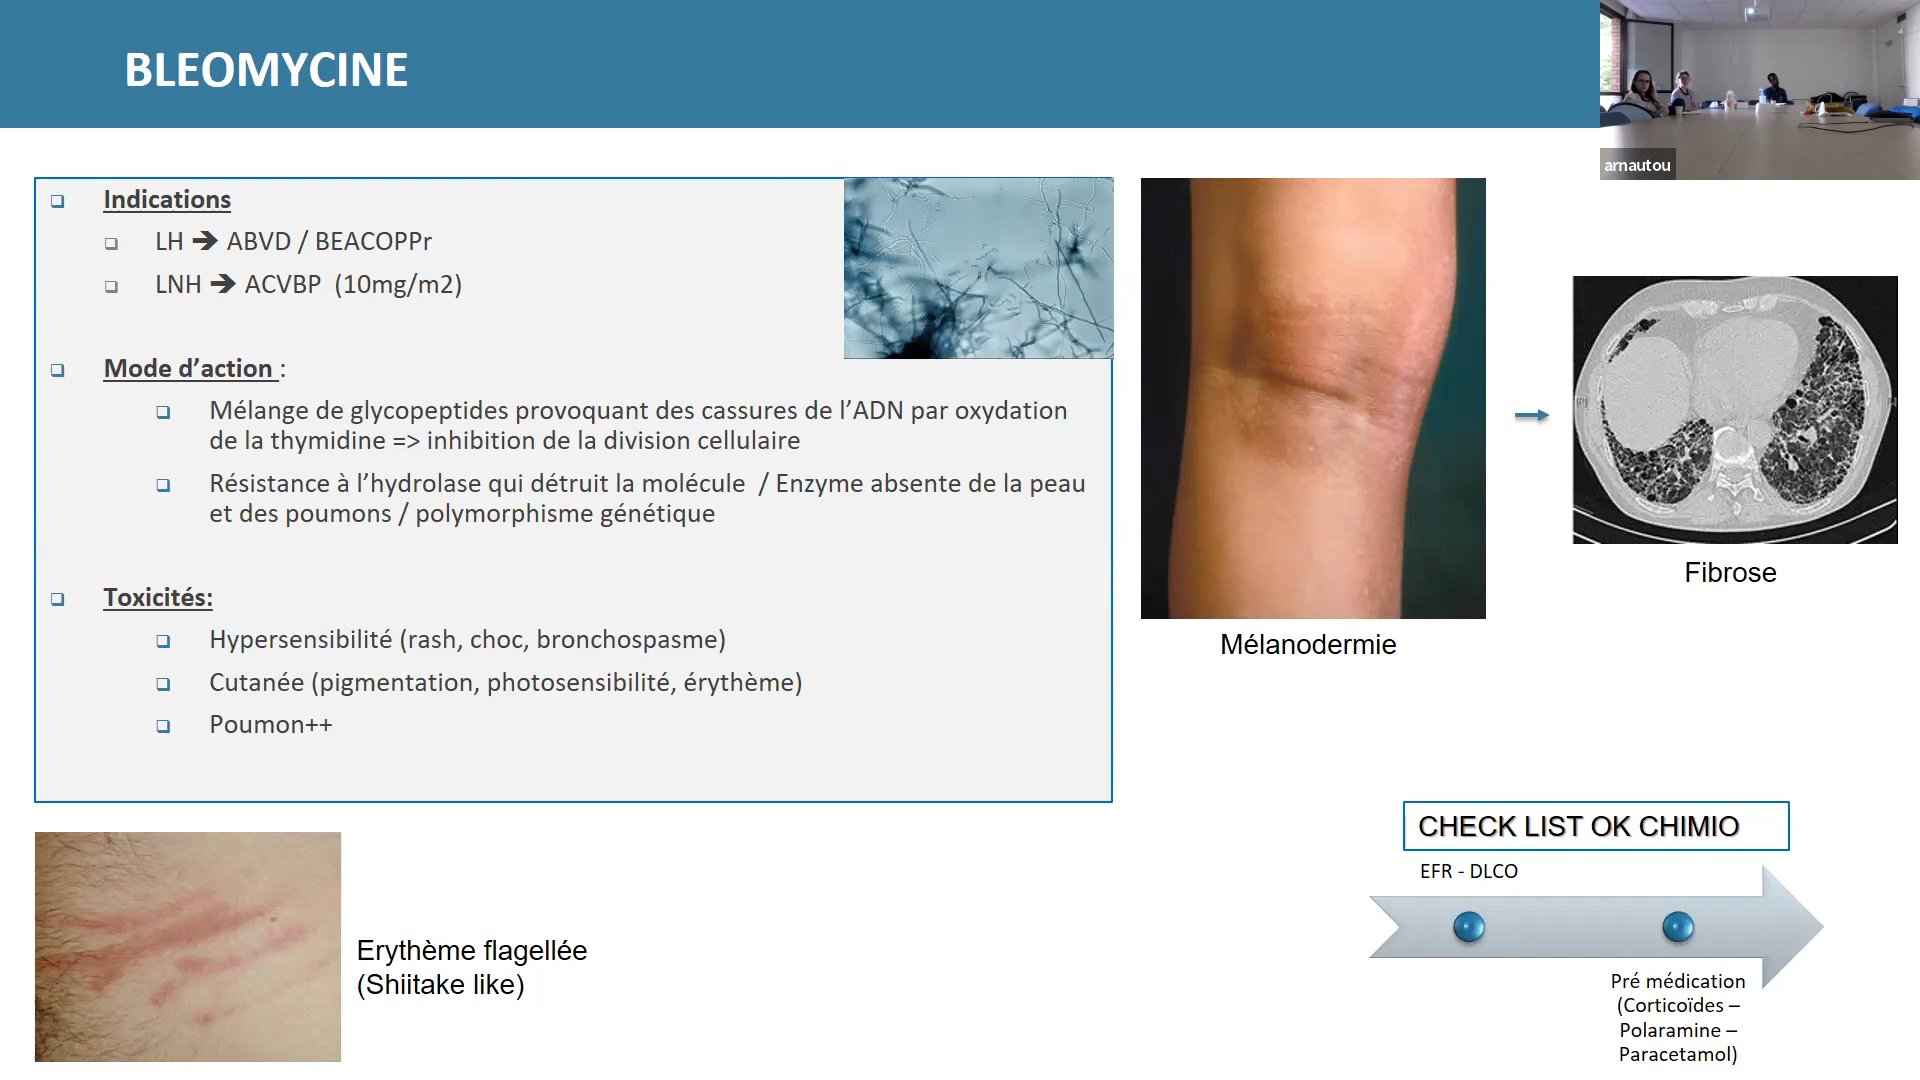 BLEOMYCINE
arnautou
Indications
LH ➔ ABVD / BEACOPPr
LNH ➔ ACVBP (10mg/m2)
Mode d’action :
Mélange de glycopeptides provoquant des cassures de l’ADN par oxydation
de la thymidine => inhibition de la division cellulaire
Résistance à l’hydrolase qui détruit la molécule / Enzyme absente de la peau
et des poumons / polymorphisme génétique
Toxicités:
Hypersensibilité (rash, choc, bronchospasme)
Cutanée (pigmentation, photosensibilité, érythème)
Poumon++
Mélanodermie
Fibrose
Erythème flagellée
(Shiitake like)
CHECK LIST OK CHIMIO
EFR - DLCO
Pré médication
(Corticoïdes –
Polaramine –
Paracetamol)